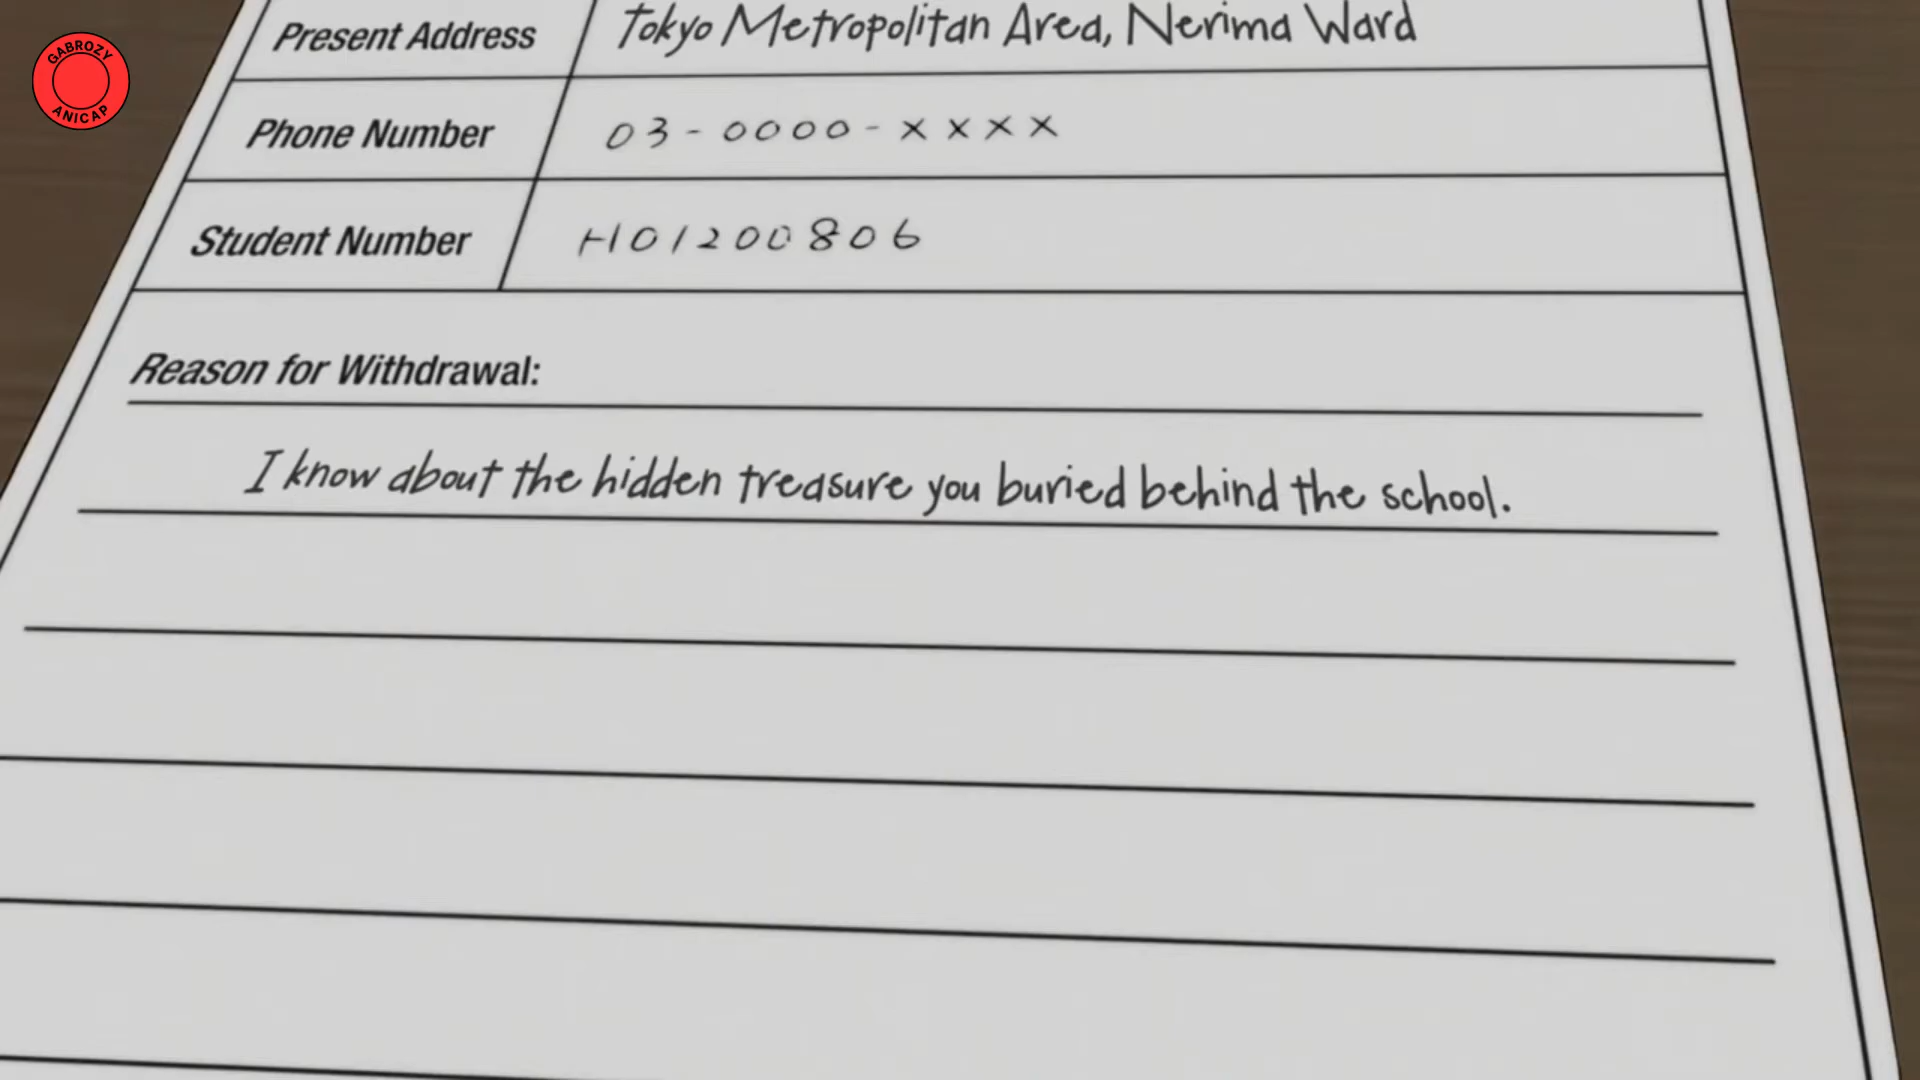 GABROZY
ANICAP
Present Address Tokyo Metropolitan Area, Nerima Ward
Phone Number 03-0000-xxxx
Student Number H01200806
Reason for Withdrawal:
I know about the hidden treasure you buried behind the school.